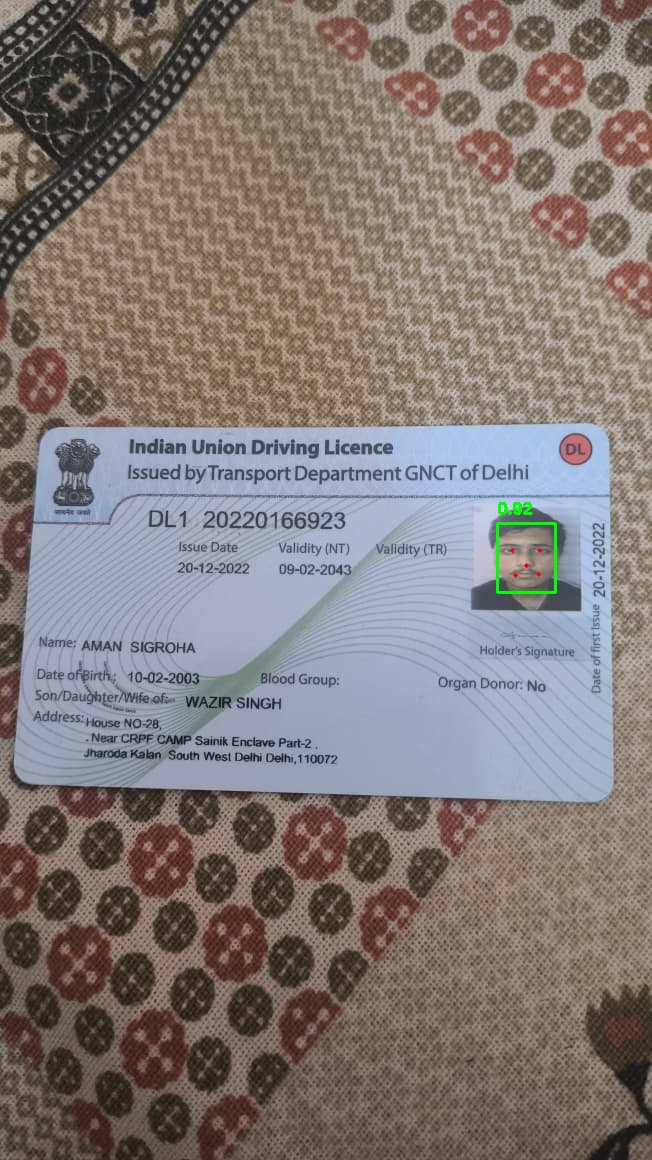 Indian Union Driving Licence
Issued by Transport Department GNCT of Delhi
DL
सत्यमेव जयते
DL1 20220166923
Issue Date Validity (NT) Validity (TR)
20-12-2022 09-02-2043
0.92
Holder's Signature
Date of first Issue 20-12-2022
Name: AMAN SIGROHA
Date of Birth: 10-02-2003 Blood Group: Organ Donor: No
Son/Daughter/Wife of: WAZIR SINGH
Address: House NO-28,
. Near CRPF CAMP Sainik Enclave Part-2 ,
Jharoda Kalan South West Delhi Delhi,110072